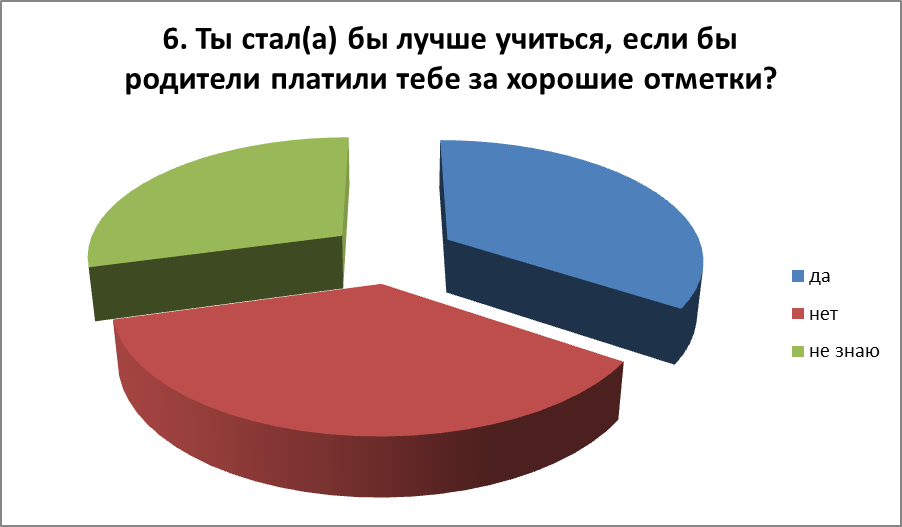 6. Ты стал(а) бы лучше учиться, если бы
родители платили тебе за хорошие отметки?
да
нет
не знаю